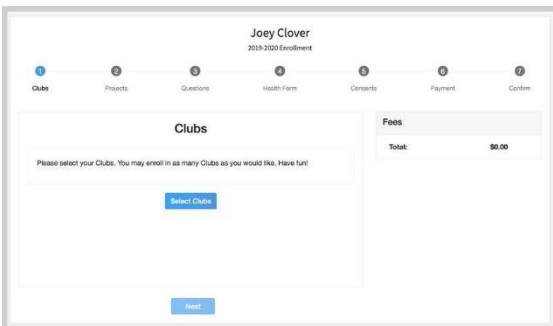 Joey Clover
2019-2020 Enrollment
1 2 3 4 5 6 7
Clubs Projects Questions Health Form Consents Payment Confirm
Clubs
Please select your Clubs. You may enroll in as many Clubs as you would like. Have fun!
Select Clubs
Next
Fees
Total: $0.00